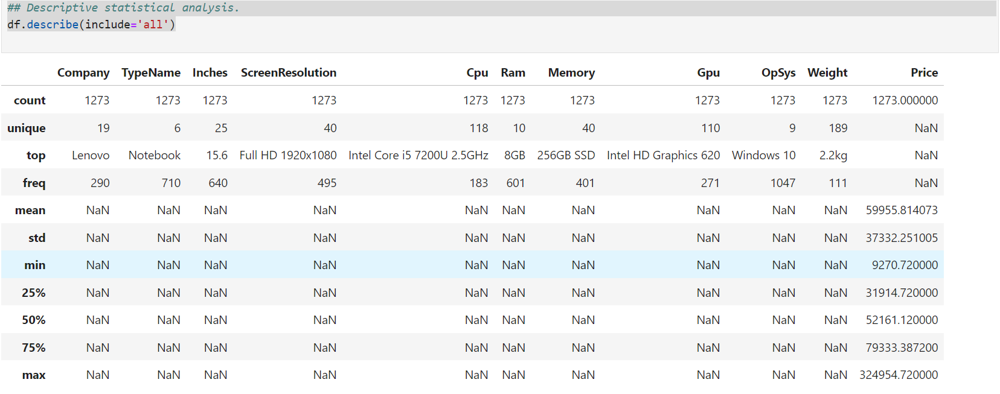 ## Descriptive statistical analysis.
df.describe(include='all')
Company TypeName Inches ScreenResolution Cpu Ram Memory Gpu OpSys Weight Price
count 1273 1273 1273 1273 1273 1273 1273 1273 1273 1273 1273.000000
unique 19 6 25 40 118 10 40 110 9 189 NaN
top Lenovo Notebook 15.6 Full HD 1920x1080 Intel Core i5 7200U 2.5GHz 8GB 256GB SSD Intel HD Graphics 620 Windows 10 2.2kg NaN
freq 290 710 640 495 183 601 401 271 1047 111 NaN
mean NaN NaN NaN NaN NaN NaN NaN NaN NaN NaN 59955.814073
std NaN NaN NaN NaN NaN NaN NaN NaN NaN NaN 37332.251005
min NaN NaN NaN NaN NaN NaN NaN NaN NaN NaN 9270.720000
25% NaN NaN NaN NaN NaN NaN NaN NaN NaN NaN 31914.720000
50% NaN NaN NaN NaN NaN NaN NaN NaN NaN NaN 52161.120000
75% NaN NaN NaN NaN NaN NaN NaN NaN NaN NaN 79333.387200
max NaN NaN NaN NaN NaN NaN NaN NaN NaN NaN 324954.720000